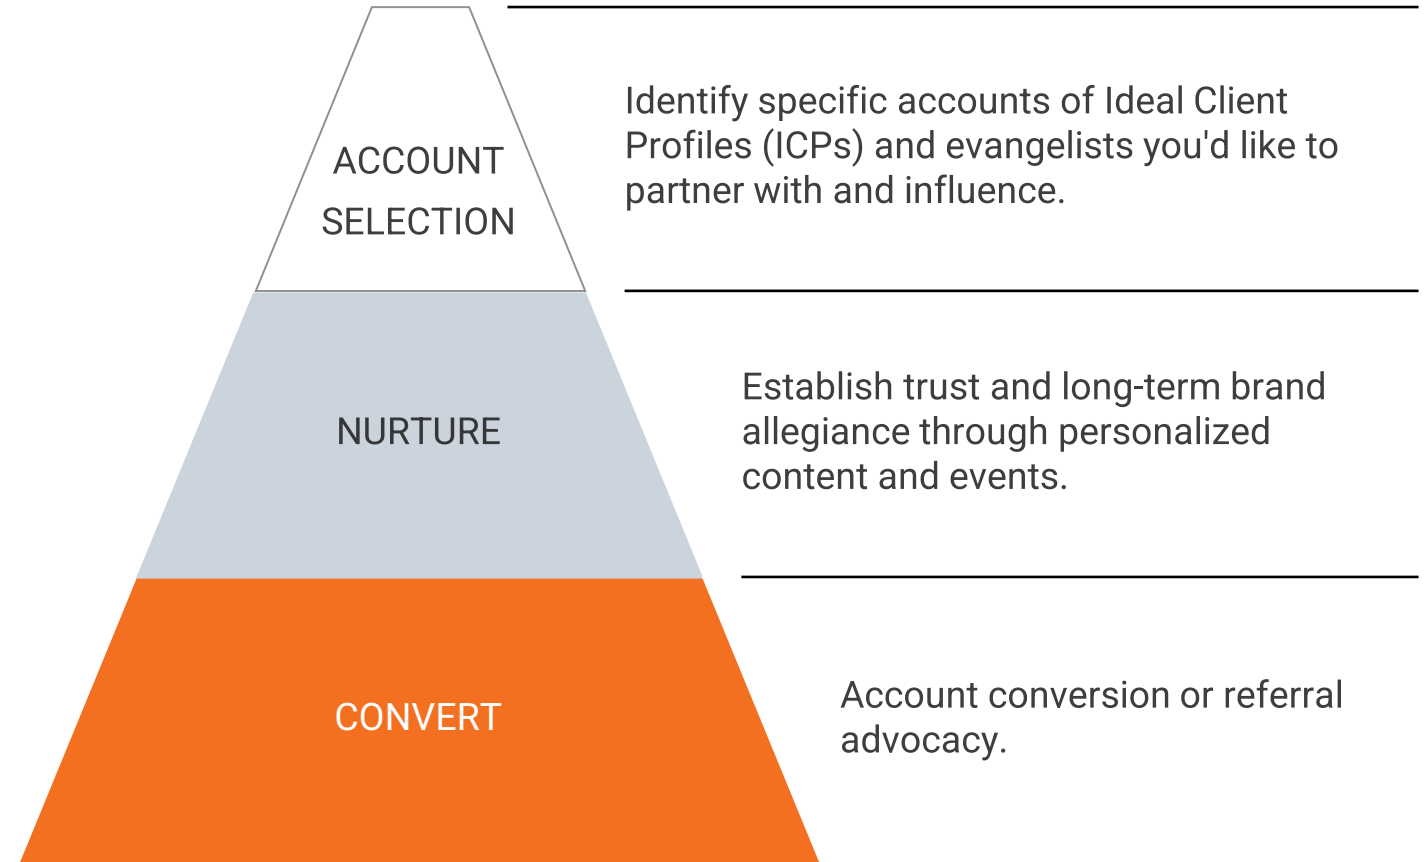 ACCOUNT
SELECTION
Identify specific accounts of Ideal Client
Profiles (ICPs) and evangelists you'd like to
partner with and influence.
NURTURE
Establish trust and long-term brand
allegiance through personalized
content and events.
CONVERT
Account conversion or referral
advocacy.